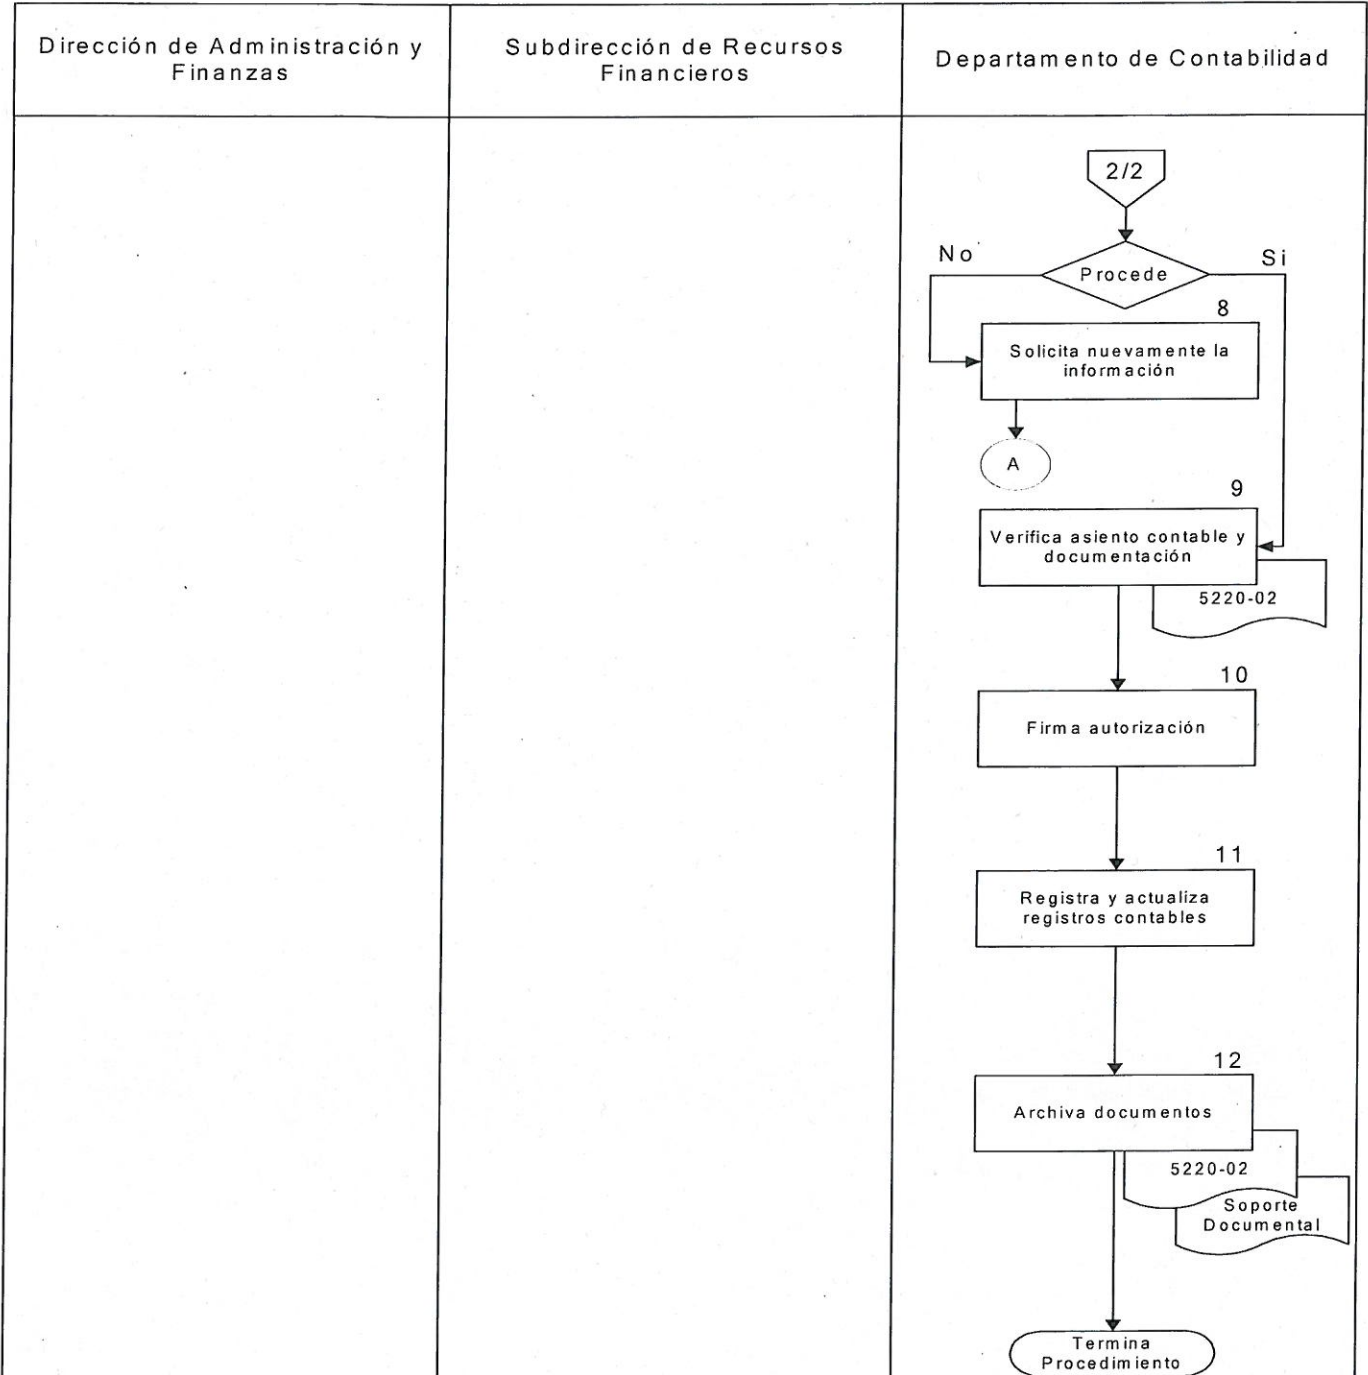 Dirección de Administración y
Finanzas
Subdirección de Recursos
Financieros
Departamento de Contabilidad
2/2
No
Procede
Si
8
Solicita nuevamente la
información
A
9
Verifica asiento contable y
documentación
5220-02
10
Firma autorización
11
Registra y actualiza
registros contables
12
Archiva documentos
5220-02
Soporte
Documental
Termina
Procedimiento